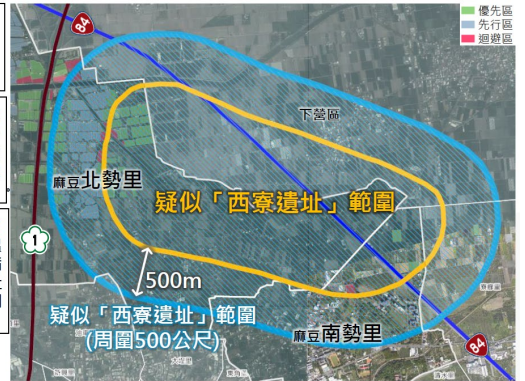 優先區
先行區
迴避區
84
下營區
麻豆北勢里
疑似「西寮遺址」範圍
1
500m
疑似「西寮遺址」範圍
(周圍500公尺)
麻豆南勢里
84